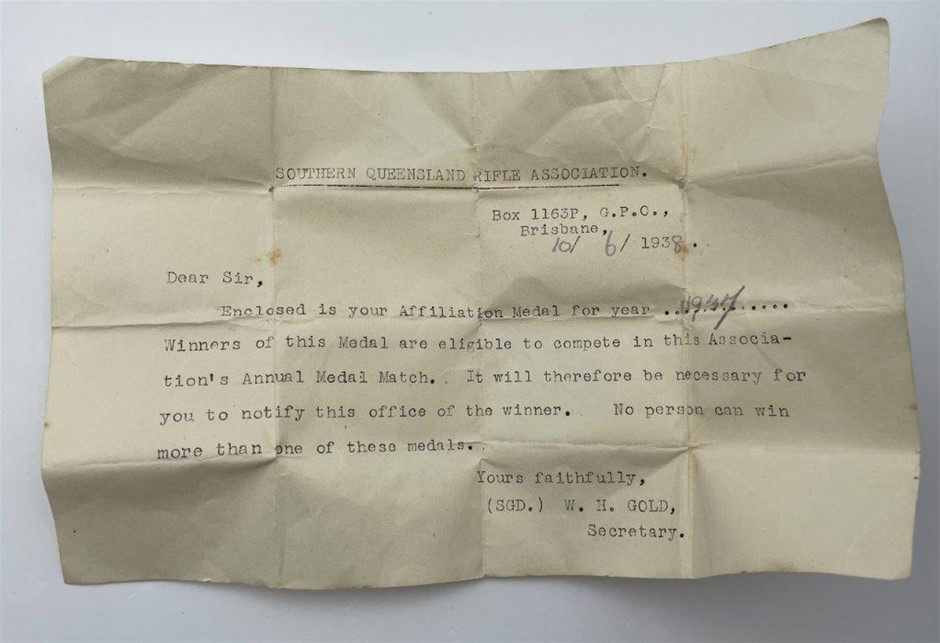 SOUTHERN QUEENSLAND RIFLE ASSOCIATION.
Box 1163P, G.P.O.,
Brisbane,
10/ 6/ 1938.
Dear Sir,
Enclosed is your Affiliation Medal for year ..1937.....
Winners of this Medal are eligible to compete in this Associa-
tion's Annual Medal Match. It will therefore be necessary for
you to notify this office of the winner. No person can win
more than one of these medals.
Yours faithfully,
(SGD.) W. H. GOLD,
Secretary.